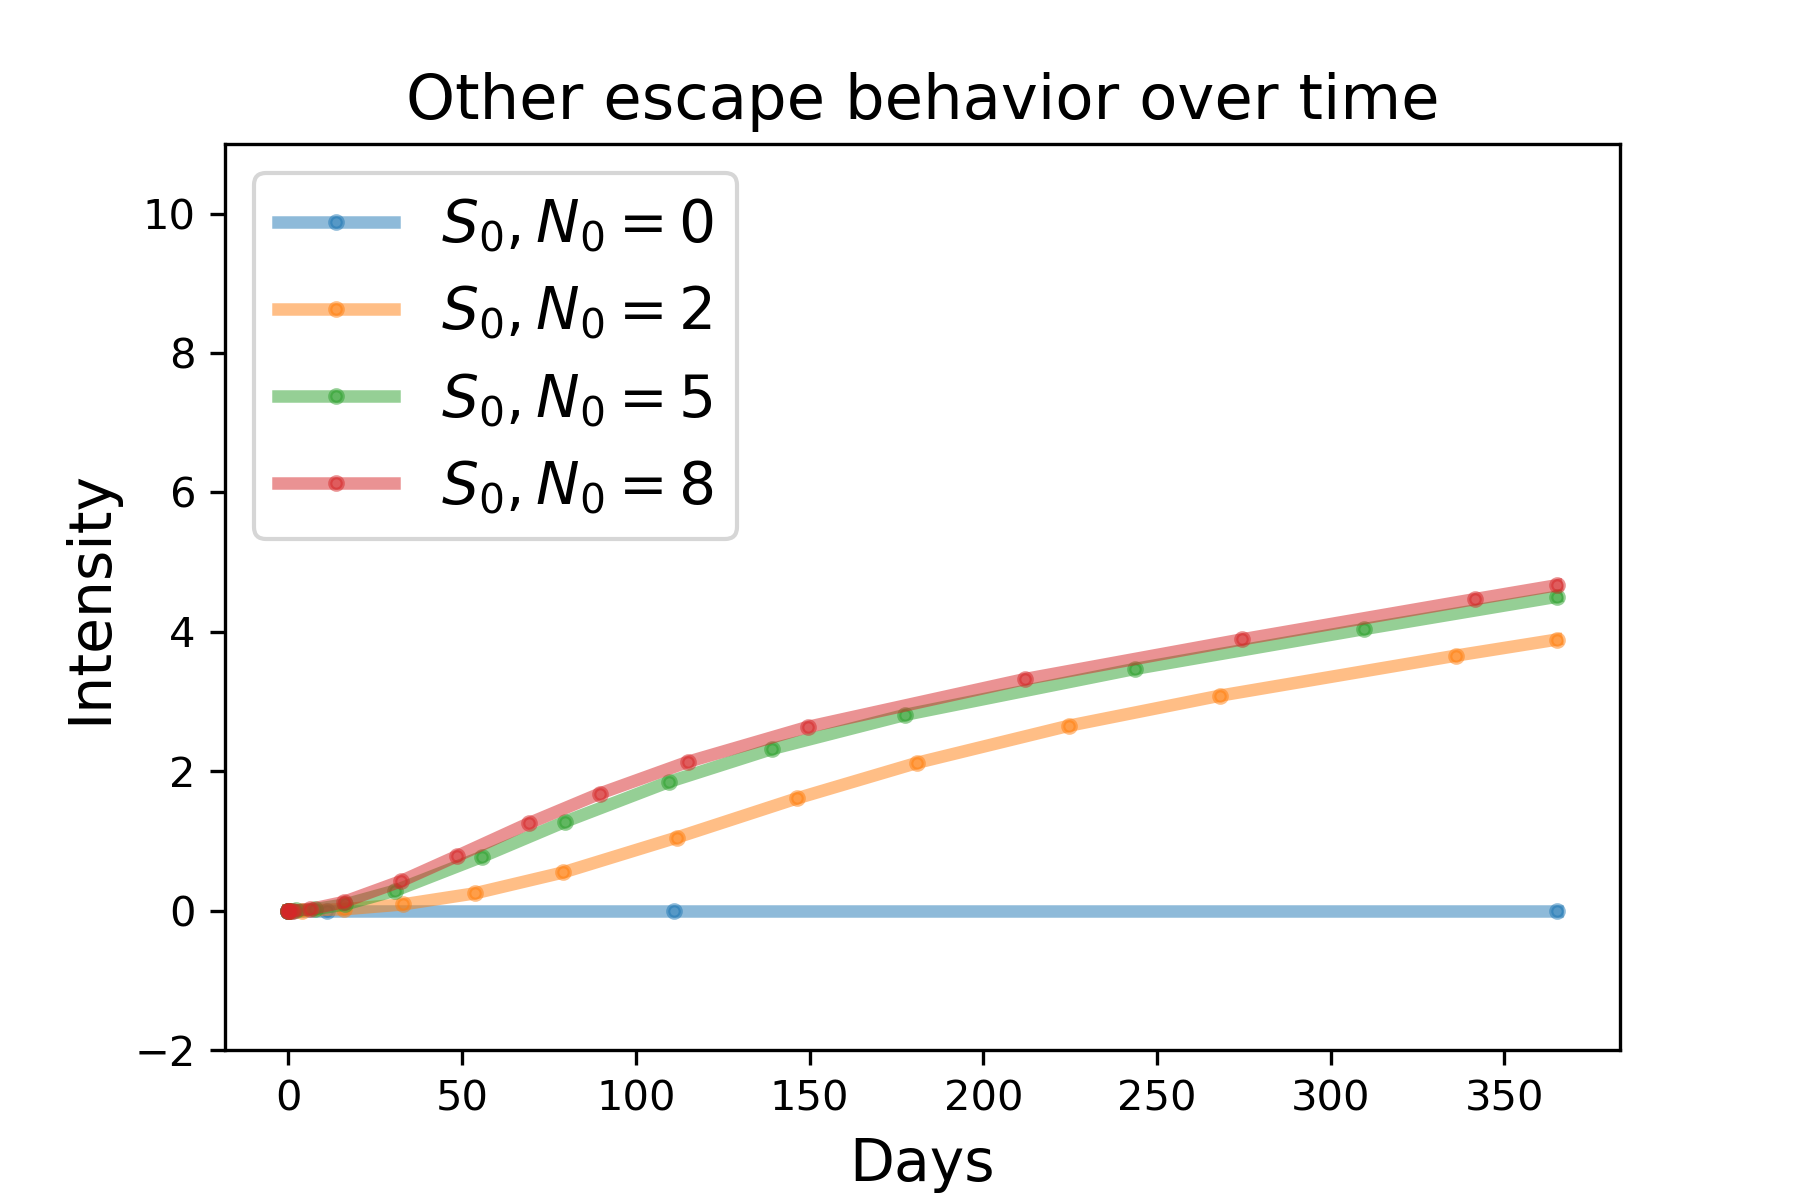 Other escape behavior over time
10
8
6
4
2
0
−2
Intensity
S₀, N₀ = 0
S₀, N₀ = 2
S₀, N₀ = 5
S₀, N₀ = 8
0 50 100 150 200 250 300 350
Days